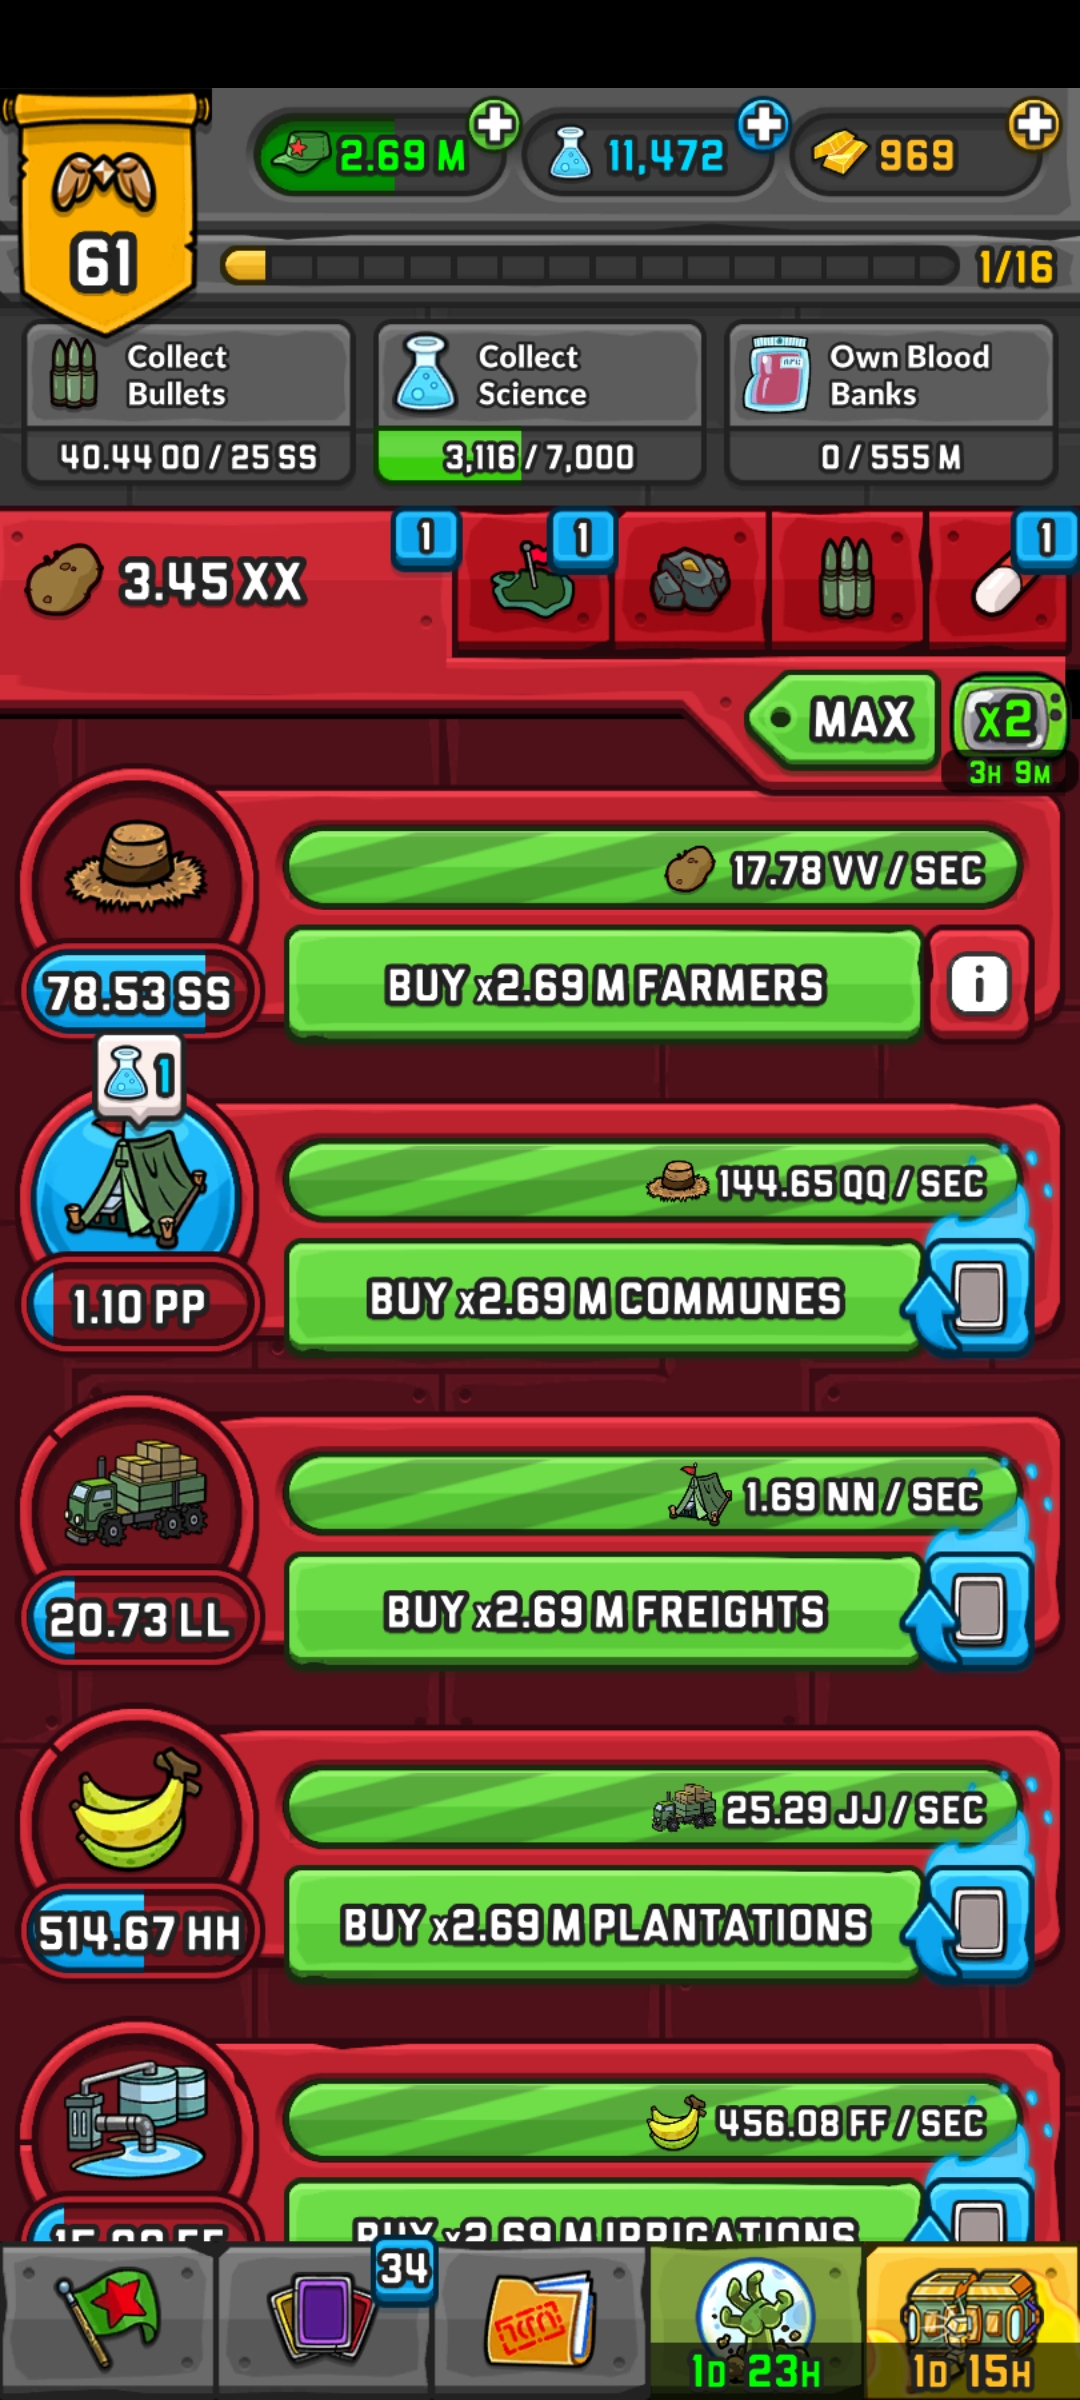 2.69 M
11,472
969
61
1/16
Collect
Bullets
40.44 OO / 25 SS
Collect
Science
3,116 / 7,000
Own Blood
Banks
0 / 555 M
3.45 XX
1
1
1
MAX
x2
3H 9M
17.78 VV / SEC
78.53 SS
BUY x2.69 M FARMERS
i
1
144.65 QQ / SEC
1.10 PP
BUY x2.69 M COMMUNES
1.69 NN / SEC
20.73 LL
BUY x2.69 M FREIGHTS
25.29 JJ / SEC
514.67 HH
BUY x2.69 M PLANTATIONS
456.08 FF / SEC
BUY x2.69 M IRRIGATIONS
34
1D 23H
1D 15H